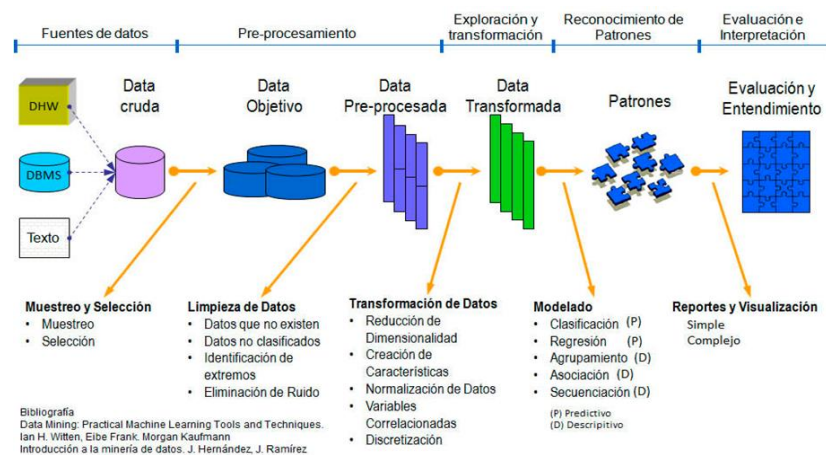 Fuentes de datos
Pre-procesamiento
Exploración y
transformación
Reconocimiento de
Patrones
Evaluación e
Interpretación
DHW
DBMS
Texto
Data
cruda
Data
Objetivo
Data
Pre-procesada
Data
Transformada
Patrones
Evaluación y
Entendimiento
Muestreo y Selección
• Muestreo
• Selección
Limpieza de Datos
• Datos que no existen
• Datos no clasificados
• Identificación de
extremos
• Eliminación de Ruido
Transformación de Datos
• Reducción de
Dimensionalidad
• Creación de
Características
• Normalización de Datos
• Variables
Correlacionadas
• Discretización
Modelado
• Clasificación (P)
• Regresión (P)
• Agrupamiento (D)
• Asociación (D)
• Secuenciación (D)
(P) Predictivo
(D) Descripitivo
Reportes y Visualización
Simple
Complejo
Bibliografía
Data Mining: Practical Machine Learning Tools and Techniques.
Ian H. Witten, Eibe Frank. Morgan Kaufmann
Introducción a la minería de datos. J. Hernández, J. Ramírez